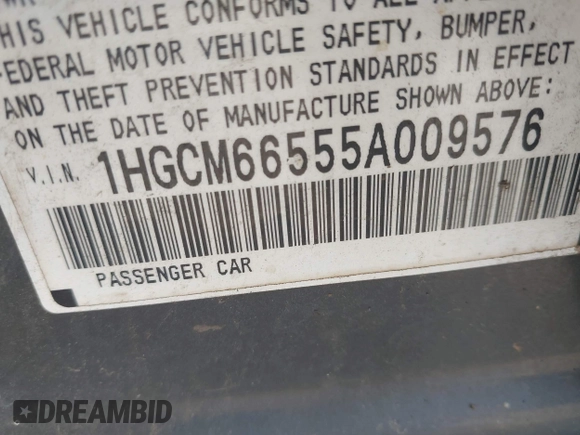 THIS VEHICLE CONFORMS TO ALL
FEDERAL MOTOR VEHICLE SAFETY, BUMPER,
AND THEFT PREVENTION STANDARDS IN EFFECT
ON THE DATE OF MANUFACTURE SHOWN ABOVE:
V.I.N. 1HGCM66555A009576
PASSENGER CAR
DREAMBID